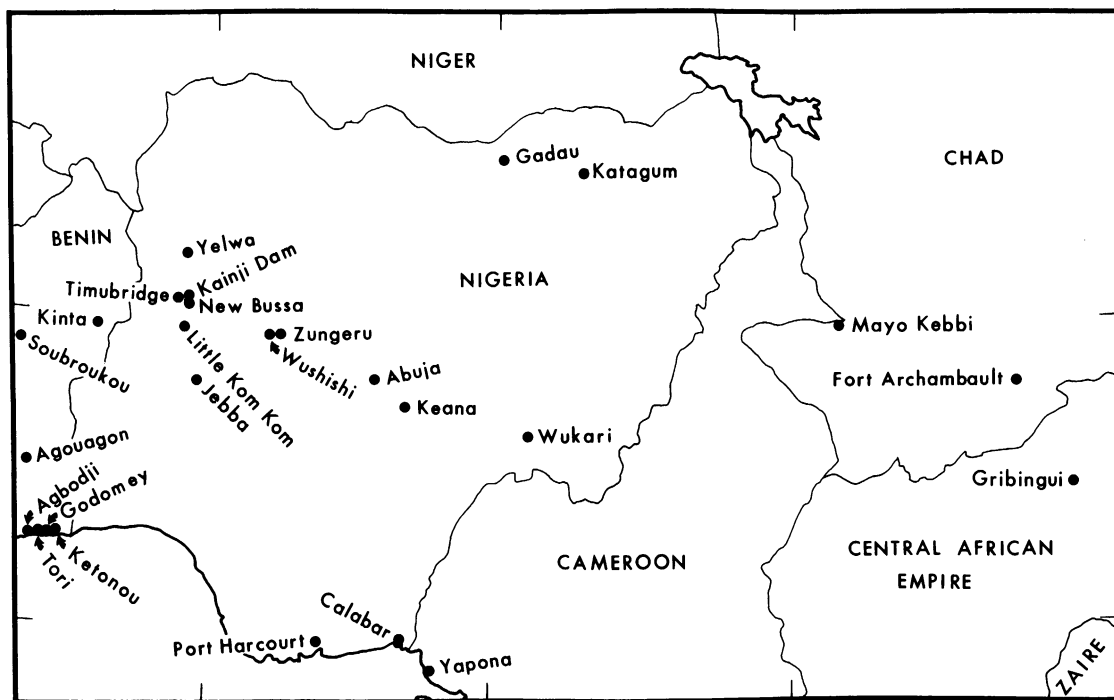 NIGER
CHAD
Gadau
Katagum
BENIN
Yelwa
Kainji Dam
NIGERIA
Timubridge
New Bussa
Kinta
Soubroukou
Little Kom Kom
Zungeru
Wushishi
Mayo Kebbi
Jebba
Abuja
Fort Archambault
Keana
Wukari
Agouagon
Agbodji
Godomey
Gribingui
Tori
Ketonou
CAMEROON
CENTRAL AFRICAN
EMPIRE
Calabar
Port Harcourt
Yapona
ZAIRE